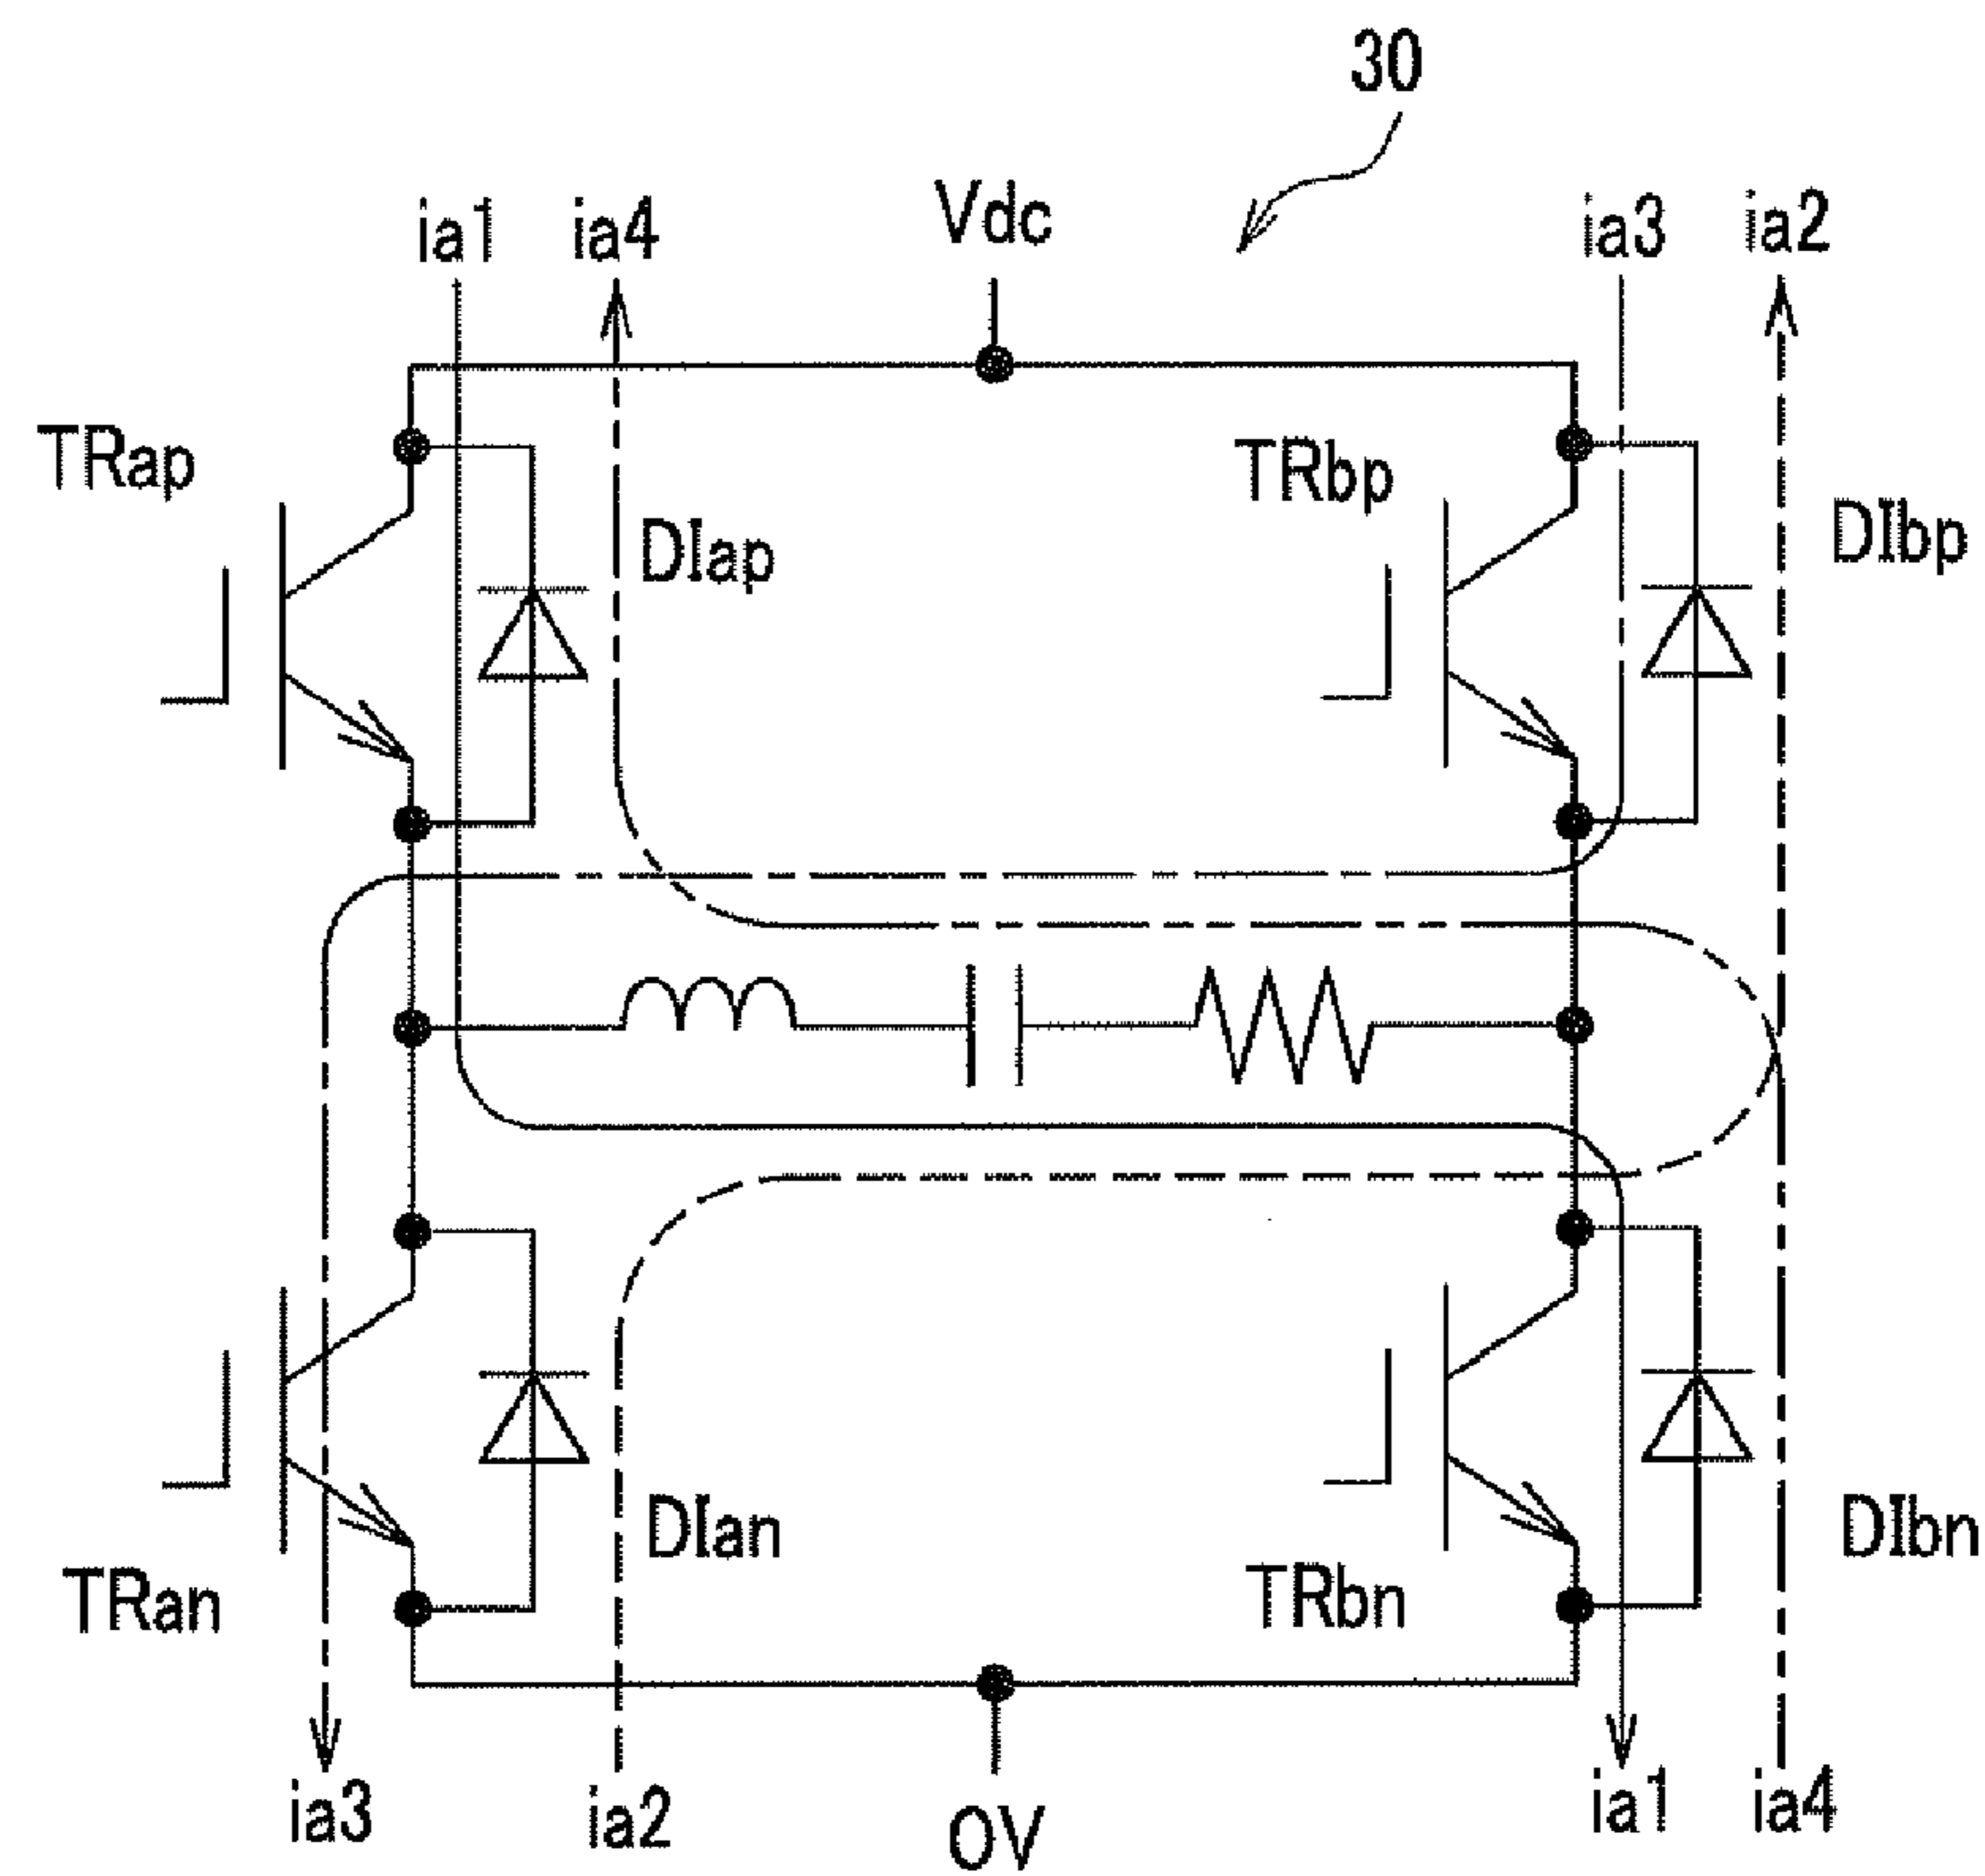 30
ia1
ia4
Vdc
ia3
ia2
TRap
DIap
TRbp
DIbp
TRan
DIan
TRbn
DIbn
ia3
ia2
0V
ia1
ia4